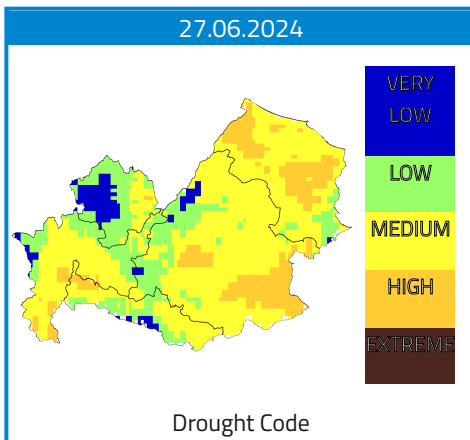 27.06.2024
VERY
LOW
LOW
MEDIUM
HIGH
EXTREME
Drought Code